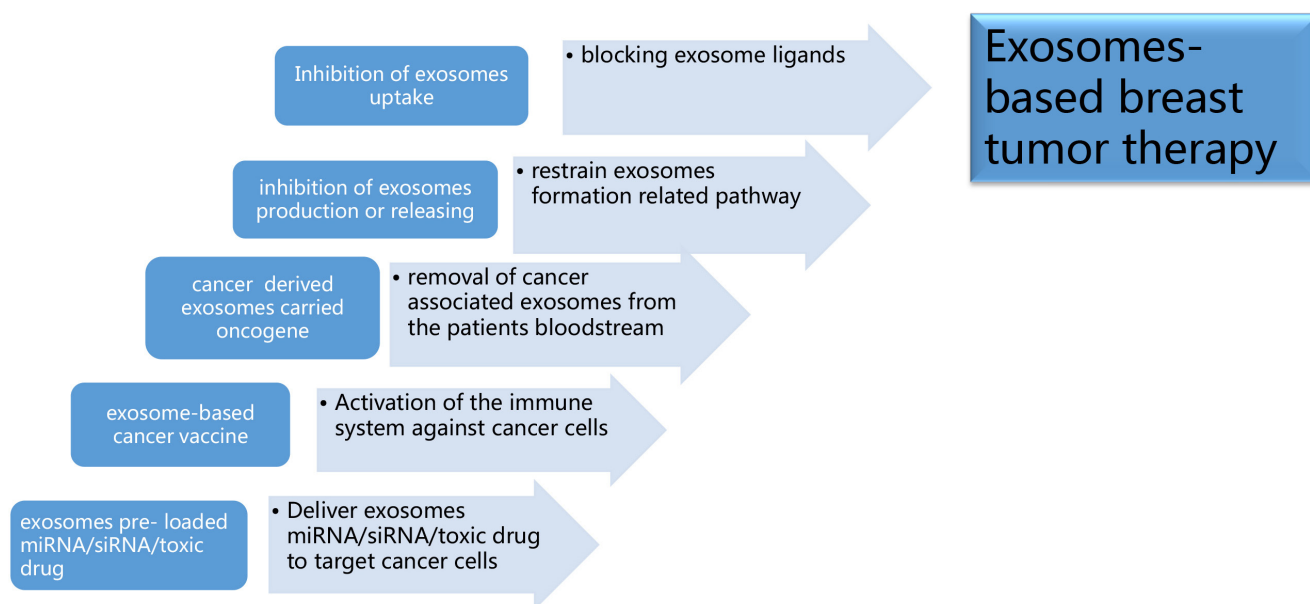 Exosomes-
based breast
tumor therapy
Inhibition of exosomes
uptake
• blocking exosome ligands
inhibition of exosomes
production or releasing
• restrain exosomes
formation related pathway
cancer derived
exosomes carried
oncogene
• removal of cancer
associated exosomes from
the patients bloodstream
exosome-based
cancer vaccine
• Activation of the immune
system against cancer cells
exosomes pre- loaded
miRNA/siRNA/toxic
drug
• Deliver exosomes
miRNA/siRNA/toxic drug
to target cancer cells